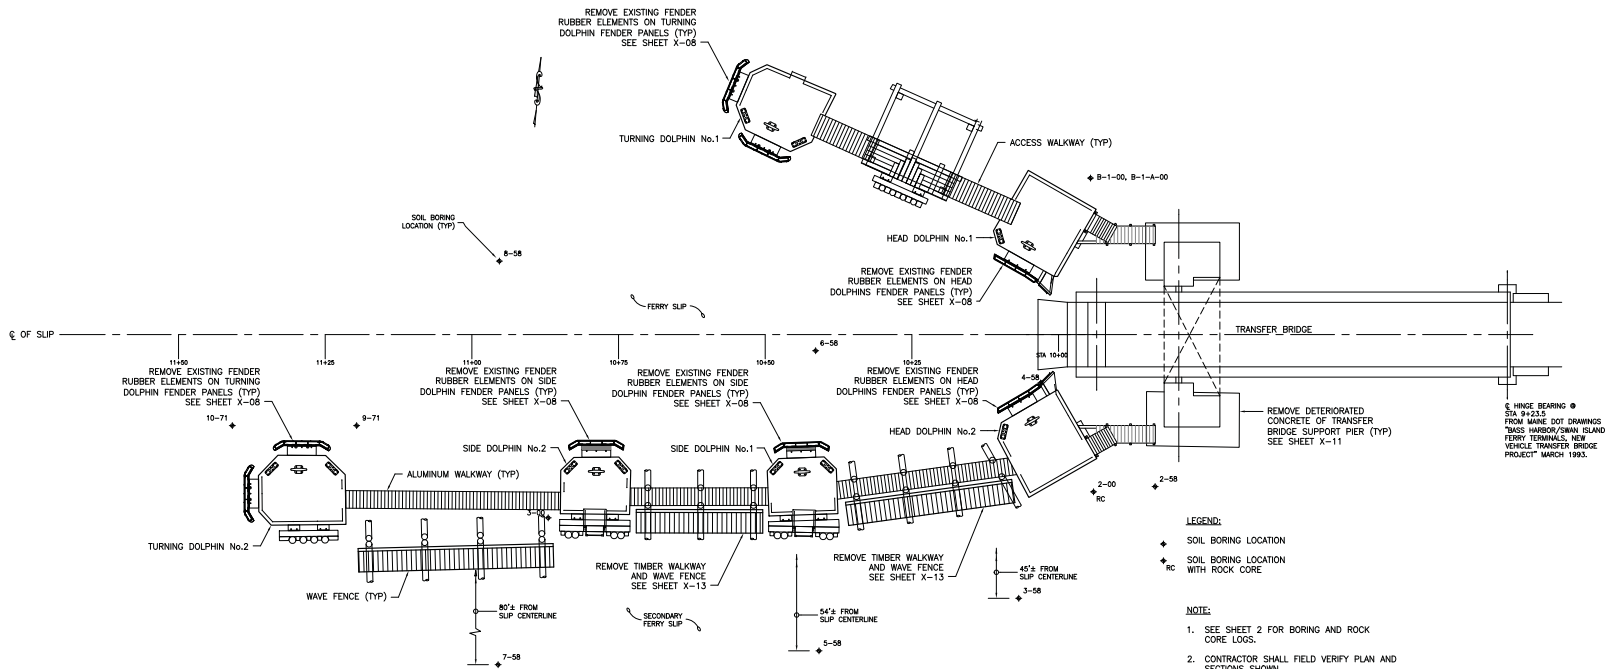 REMOVE EXISTING FENDER
RUBBER ELEMENTS ON TURNING
DOLPHIN FENDER PANELS (TYP)
SEE SHEET X-08
TURNING DOLPHIN No.1
ACCESS WALKWAY (TYP)
B-1-00, B-1-A-00
SOIL BORING
LOCATION (TYP)
8-58
HEAD DOLPHIN No.1
REMOVE EXISTING FENDER
RUBBER ELEMENTS ON HEAD
DOLPHINS FENDER PANELS (TYP)
SEE SHEET X-08
FERRY SLIP
℄ OF SLIP
TRANSFER BRIDGE
11+50
11+25
11+00
10+75
10+50
10+25
STA 10+00
6-58
4-58
REMOVE EXISTING FENDER
RUBBER ELEMENTS ON TURNING
DOLPHIN FENDER PANELS (TYP)
SEE SHEET X-08
REMOVE EXISTING FENDER
RUBBER ELEMENTS ON SIDE
DOLPHIN FENDER PANELS (TYP)
SEE SHEET X-08
REMOVE EXISTING FENDER
RUBBER ELEMENTS ON SIDE
DOLPHIN FENDER PANELS (TYP)
SEE SHEET X-08
REMOVE EXISTING FENDER
RUBBER ELEMENTS ON HEAD
DOLPHINS FENDER PANELS (TYP)
SEE SHEET X-08
10-71
9-71
REMOVE DETERIORATED
CONCRETE OF TRANSFER
BRIDGE SUPPORT PIER (TYP)
SEE SHEET X-11
℄ HINGE BEARING @
STA 9+23.5
FROM MAINE DOT DRAWINGS
"BASS HARBOR/SWAN ISLAND
FERRY TERMINALS, NEW
VEHICLE TRANSFER BRIDGE
PROJECT" MARCH 1993.
HEAD DOLPHIN No.2
SIDE DOLPHIN No.2
SIDE DOLPHIN No.1
ALUMINUM WALKWAY (TYP)
3-00
2-00
RC
2-58
TURNING DOLPHIN No.2
WAVE FENCE (TYP)
REMOVE TIMBER WALKWAY
AND WAVE FENCE
SEE SHEET X-13
REMOVE TIMBER WALKWAY
AND WAVE FENCE
SEE SHEET X-13
45'± FROM
SLIP CENTERLINE
3-58
80'± FROM
SLIP CENTERLINE
7-58
SECONDARY
FERRY SLIP
54'± FROM
SLIP CENTERLINE
5-58
LEGEND:
SOIL BORING LOCATION
RC SOIL BORING LOCATION
WITH ROCK CORE
NOTE:
1. SEE SHEET 2 FOR BORING AND ROCK
CORE LOGS.
2. CONTRACTOR SHALL FIELD VERIFY PLAN AND
SECTIONS SHOWN